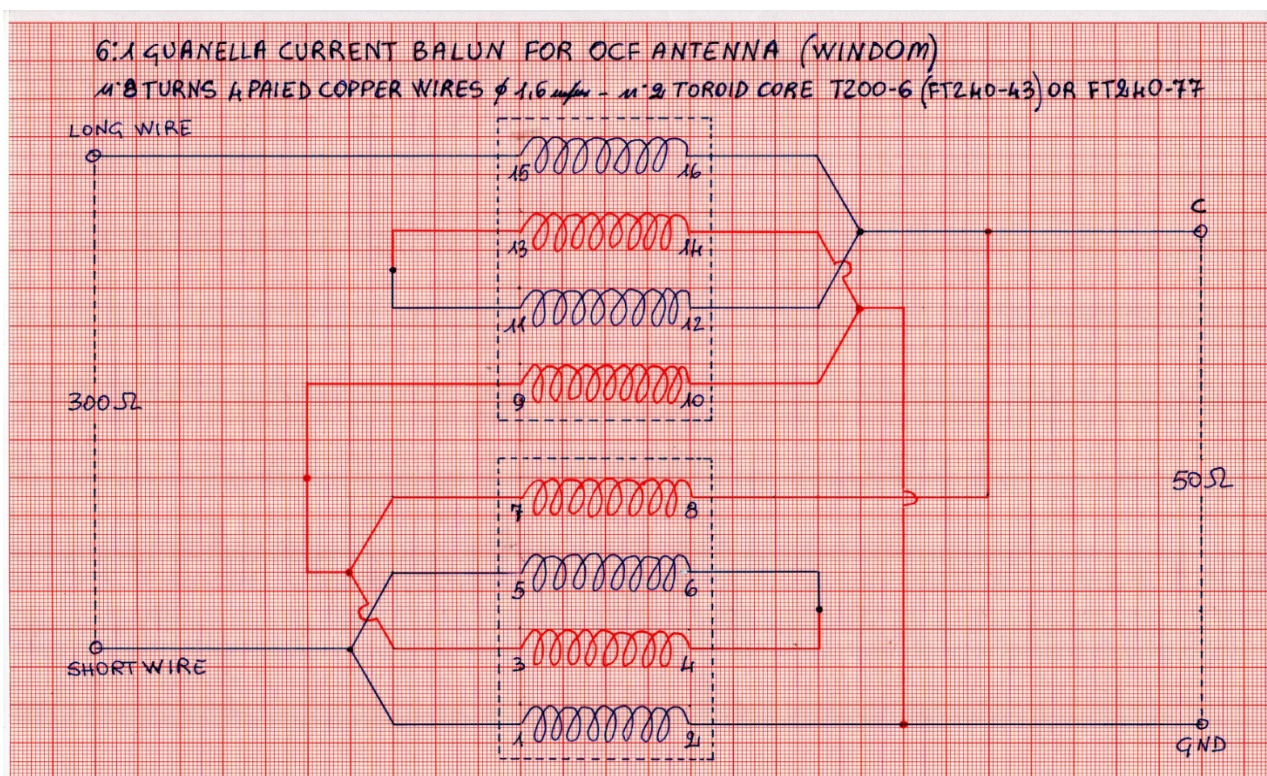 6:1 GUANELLA CURRENT BALUN FOR OCF ANTENNA (WINDOM)
N°8 TURNS 4 PAIED COPPER WIRES ϕ 1,6 m/m - N°2 TOROID CORE T200-6 (FT240-43) OR FT240-77
LONG WIRE
15 16
C
13 14
11 12
300Ω
9 10
50Ω
7 8
5 6
SHORT WIRE
3 4
1 2
GND